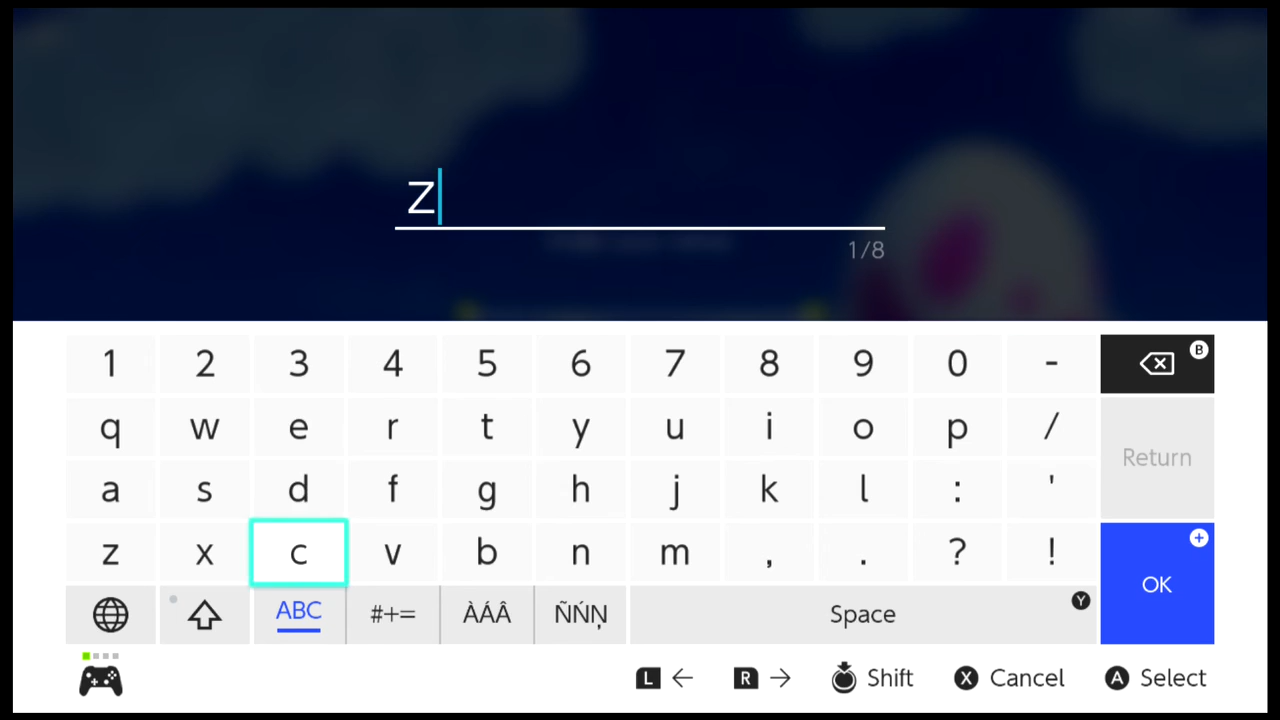 Z
1/8
1 2 3 4 5 6 7 8 9 0 - B
q w e r t y u i o p /
Return
a s d f g h j k l : '
z x c v b n m , . ? ! +
OK
ABC #+= ÀÁÂ ÑŃŅ Space Y
L ← R → Shift X Cancel A Select